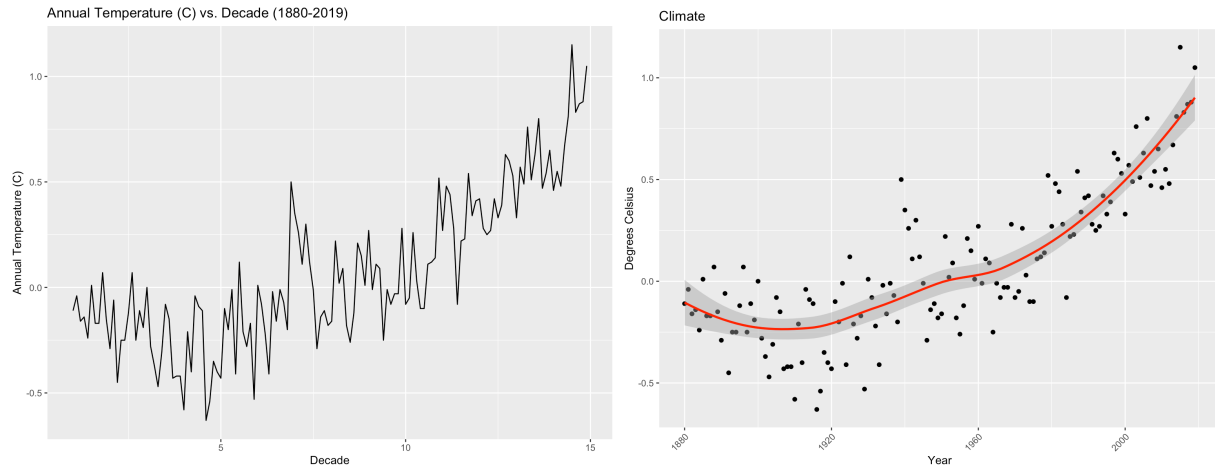 Annual Temperature (C) vs. Decade (1880-2019)
Annual Temperature (C)
1.0
0.5
0.0
-0.5
5
10
15
Decade
Climate
Degrees Celsius
1.0
0.5
0.0
-0.5
1880
1920
1960
2000
Year